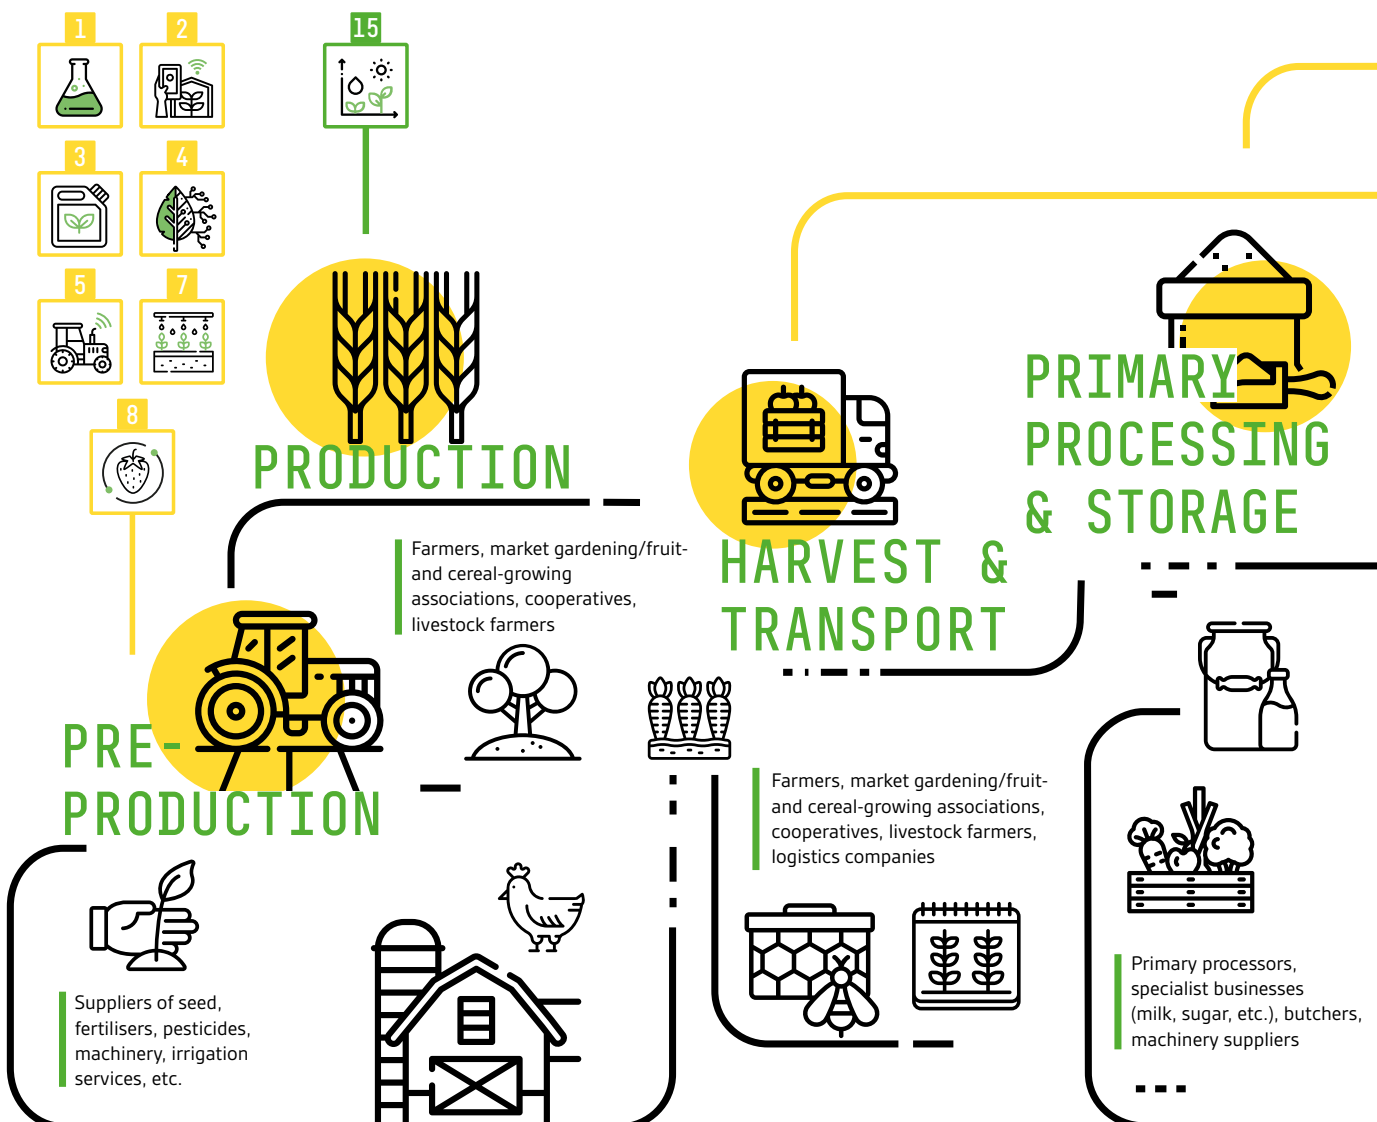 1
2
15
3
4
5
7
8
PRODUCTION
Farmers, market gardening/fruit-
and cereal-growing
associations, cooperatives,
livestock farmers
PRE-
PRODUCTION
Suppliers of seed,
fertilisers, pesticides,
machinery, irrigation
services, etc.
HARVEST &
TRANSPORT
Farmers, market gardening/fruit-
and cereal-growing associations,
cooperatives, livestock farmers,
logistics companies
PRIMARY
PROCESSING
& STORAGE
Primary processors,
specialist businesses
(milk, sugar, etc.), butchers,
machinery suppliers